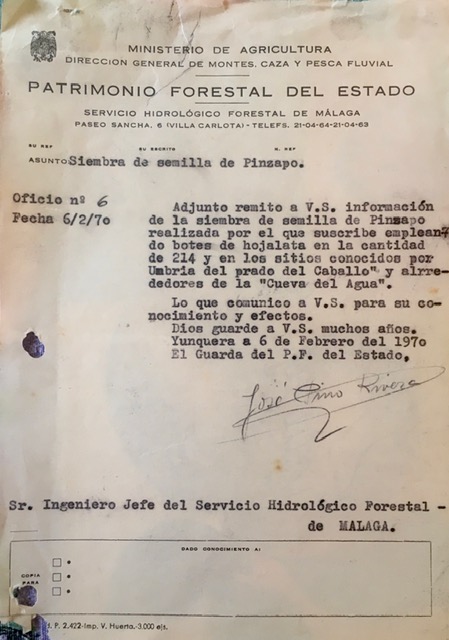 MINISTERIO DE AGRICULTURA
DIRECCION GENERAL DE MONTES, CAZA Y PESCA FLUVIAL
PATRIMONIO FORESTAL DEL ESTADO
SERVICIO HIDROLÓGICO FORESTAL DE MÁLAGA
PASEO SANCHA, 6 (VILLA CARLOTA) - TELEFS. 21-04-64-21-04-63
SU REF SU ESCRITO N. REF
ASUNTO: Siembra de semilla de Pinzapo.
Oficio nº 6
Fecha 6/2/70
Adjunto remito a V.S. información
de la siembra de semilla de Pinsapo
realizada por el que suscribe emplean-
do botes de hojalata en la cantidad
de 214 y en los sitios conocidos por
Umbria del prado del Caballo" y alrre-
dedores de la "Cueva del Agua".
Lo que comunico a V.S. para su co-
nocimiento y efectos.
Dios guarde a V.S. muchos años.
Yunquera a 6 de Febrero del 1970
El Guarda del P.F. del Estado,
José Pino Rivera
Sr. Ingeniero Jefe del Servicio Hidrológico Forestal -
de MALAGA.
DADO CONOCIMIENTO A:
COPIA
PARA
P. 2.422-Imp. V. Huerta.-3.000 ejs.